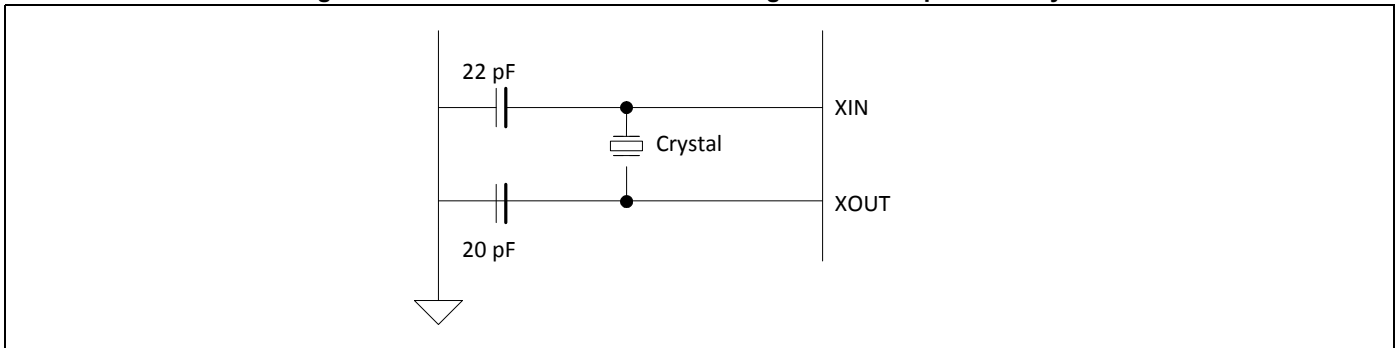 22 pF
XIN
Crystal
XOUT
20 pF